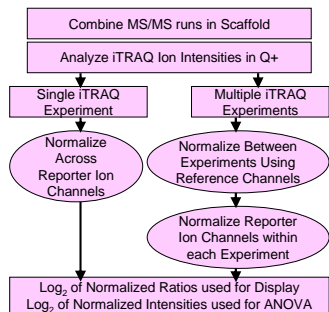 Combine MS/MS runs in Scaffold
Analyze iTRAQ Ion Intensities in Q+
Single iTRAQ
Experiment
Multiple iTRAQ
Experiments
Normalize
Across
Reporter Ion
Channels
Normalize Between
Experiments Using
Reference Channels
Normalize Reporter
Ion Channels within
each Experiment
Log₂ of Normalized Ratios used for Display
Log₂ of Normalized Intensities used for ANOVA